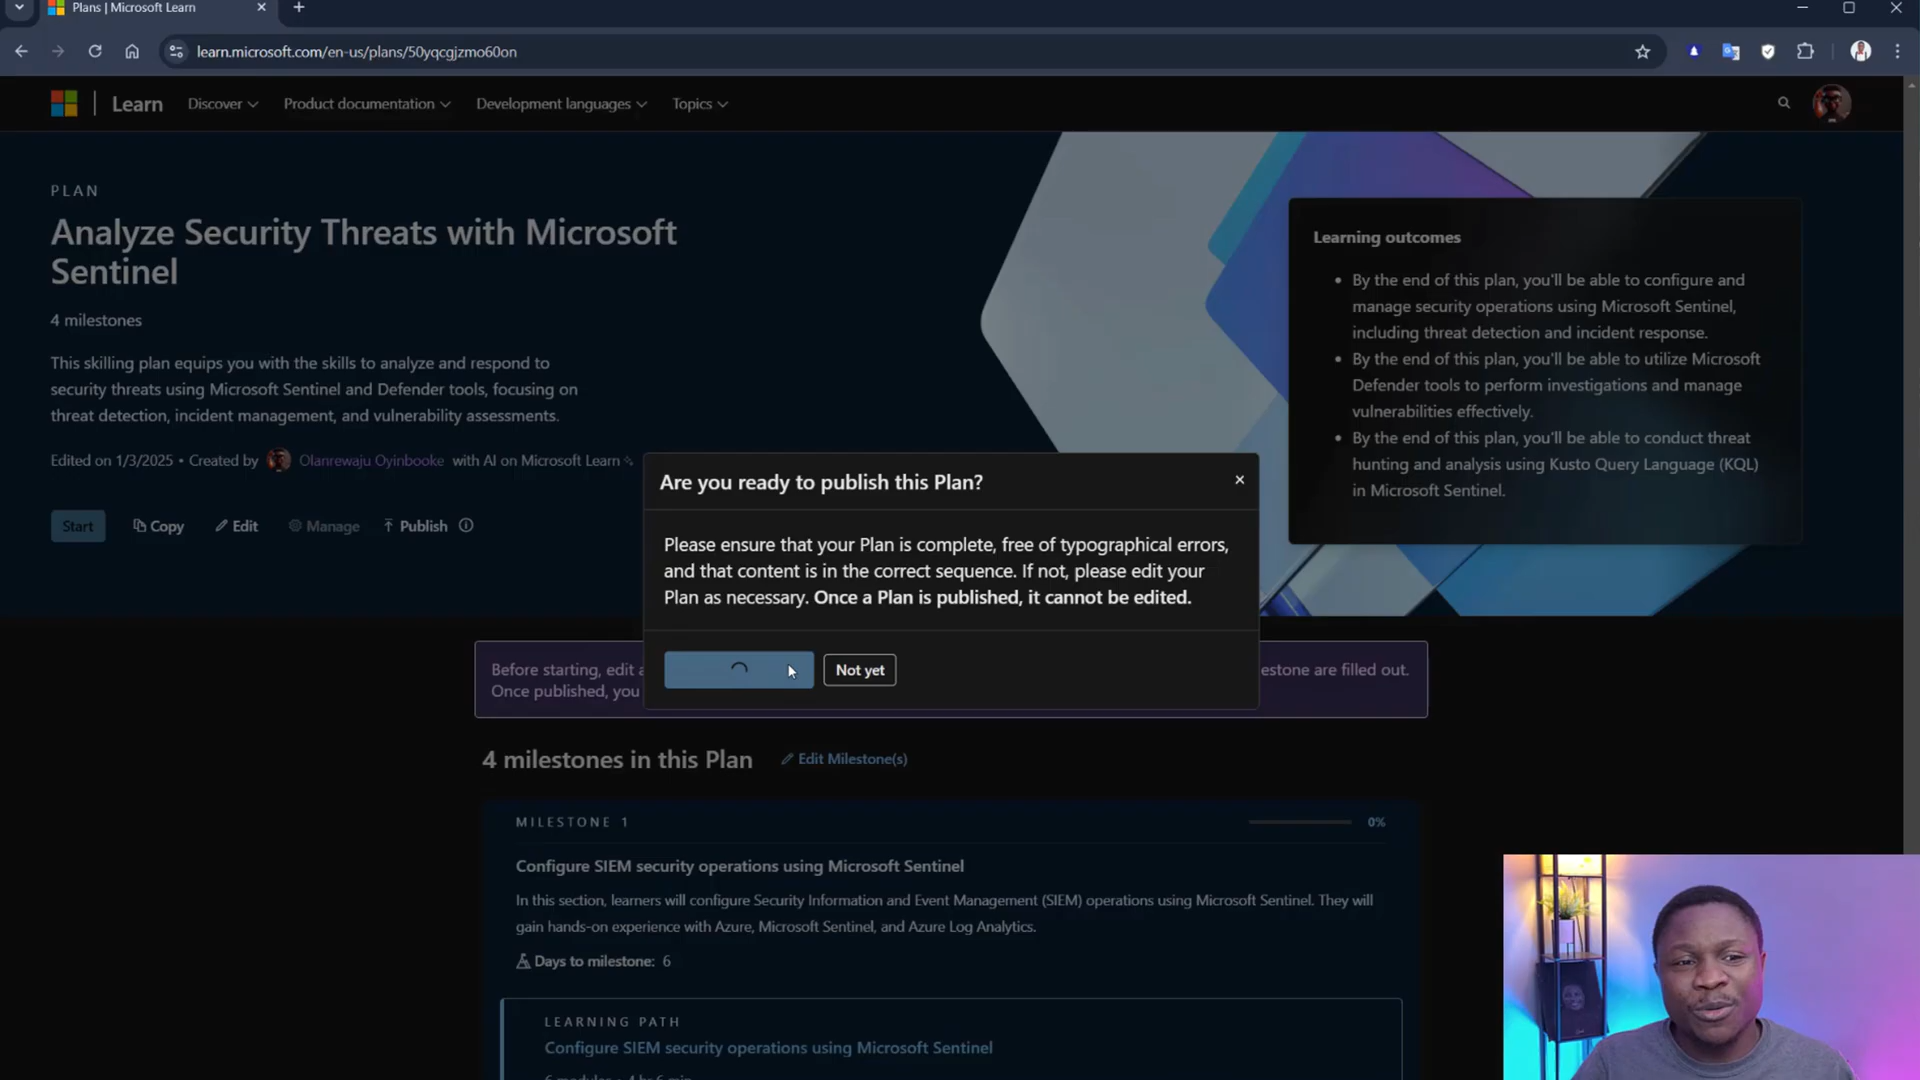 Plans | Microsoft Learn
learn.microsoft.com/en-us/plans/50yqcgjzmo60on
Learn Discover Product documentation Development languages Topics
PLAN
Analyze Security Threats with Microsoft
Sentinel
4 milestones
This skilling plan equips you with the skills to analyze and respond to
security threats using Microsoft Sentinel and Defender tools, focusing on
threat detection, incident management, and vulnerability assessments.
Edited on 1/3/2025 • Created by Olanrewaju Oyinbooke with AI on Microsoft Learn
Start Copy Edit Manage Publish
Learning outcomes
• By the end of this plan, you'll be able to configure and
manage security operations using Microsoft Sentinel,
including threat detection and incident response.
• By the end of this plan, you'll be able to utilize Microsoft
Defender tools to perform investigations and manage
vulnerabilities effectively.
• By the end of this plan, you'll be able to conduct threat
hunting and analysis using Kusto Query Language (KQL)
in Microsoft Sentinel.
Are you ready to publish this Plan?
Please ensure that your Plan is complete, free of typographical errors,
and that content is in the correct sequence. If not, please edit your
Plan as necessary. Once a Plan is published, it cannot be edited.
Not yet
Before starting, edit estone are filled out.
Once published, you
4 milestones in this Plan Edit Milestone(s)
MILESTONE 1 0%
Configure SIEM security operations using Microsoft Sentinel
In this section, learners will configure Security Information and Event Management (SIEM) operations using Microsoft Sentinel. They will
gain hands-on experience with Azure, Microsoft Sentinel, and Azure Log Analytics.
Days to milestone: 6
LEARNING PATH
Configure SIEM security operations using Microsoft Sentinel